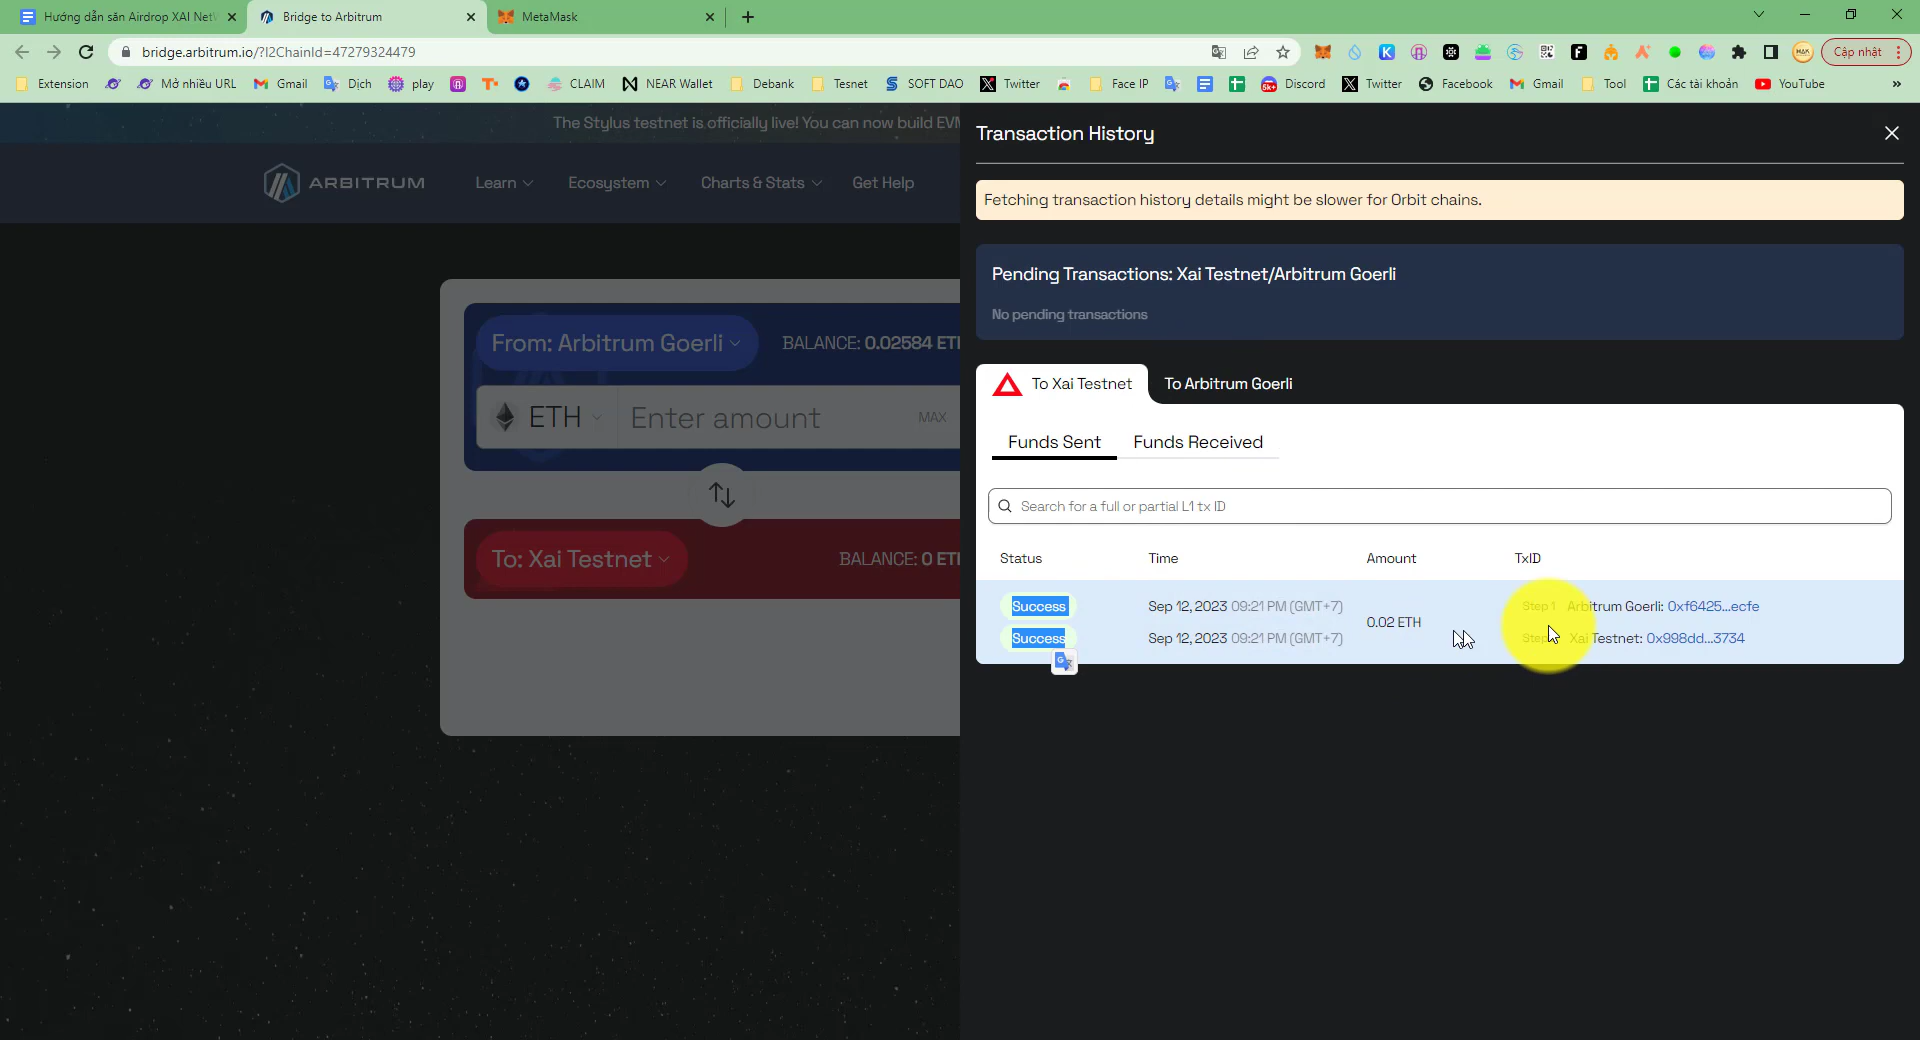 Hướng dẫn săn Airdrop XAI Net
Bridge to Arbitrum
MetaMask
bridge.arbitrum.io/?l2ChainId=47279324479
Cập nhật
Extension
Mở nhiều URL
Gmail
Dịch
play
CLAIM
NEAR Wallet
Debank
Tesnet
SOFT DAO
Twitter
Face IP
Discord
Twitter
Facebook
Gmail
Tool
Các tài khoản
YouTube
The Stylus testnet is officially live! You can now build EVM
ARBITRUM
Learn
Ecosystem
Charts & Stats
Get Help
From: Arbitrum Goerli
BALANCE: 0.02584 ETH
ETH
Enter amount
MAX
To: Xai Testnet
BALANCE: 0 ETH
Transaction History
Fetching transaction history details might be slower for Orbit chains.
Pending Transactions: Xai Testnet/Arbitrum Goerli
No pending transactions
To Xai Testnet
To Arbitrum Goerli
Funds Sent
Funds Received
Search for a full or partial L1 tx ID
Status
Time
Amount
TxID
Success
Sep 12, 2023 09:21 PM (GMT+7)
0.02 ETH
Step 1
Arbitrum Goerli: 0xf6425...ecfe
Success
Sep 12, 2023 09:21 PM (GMT+7)
Step
Xai Testnet: 0x998dd...3734